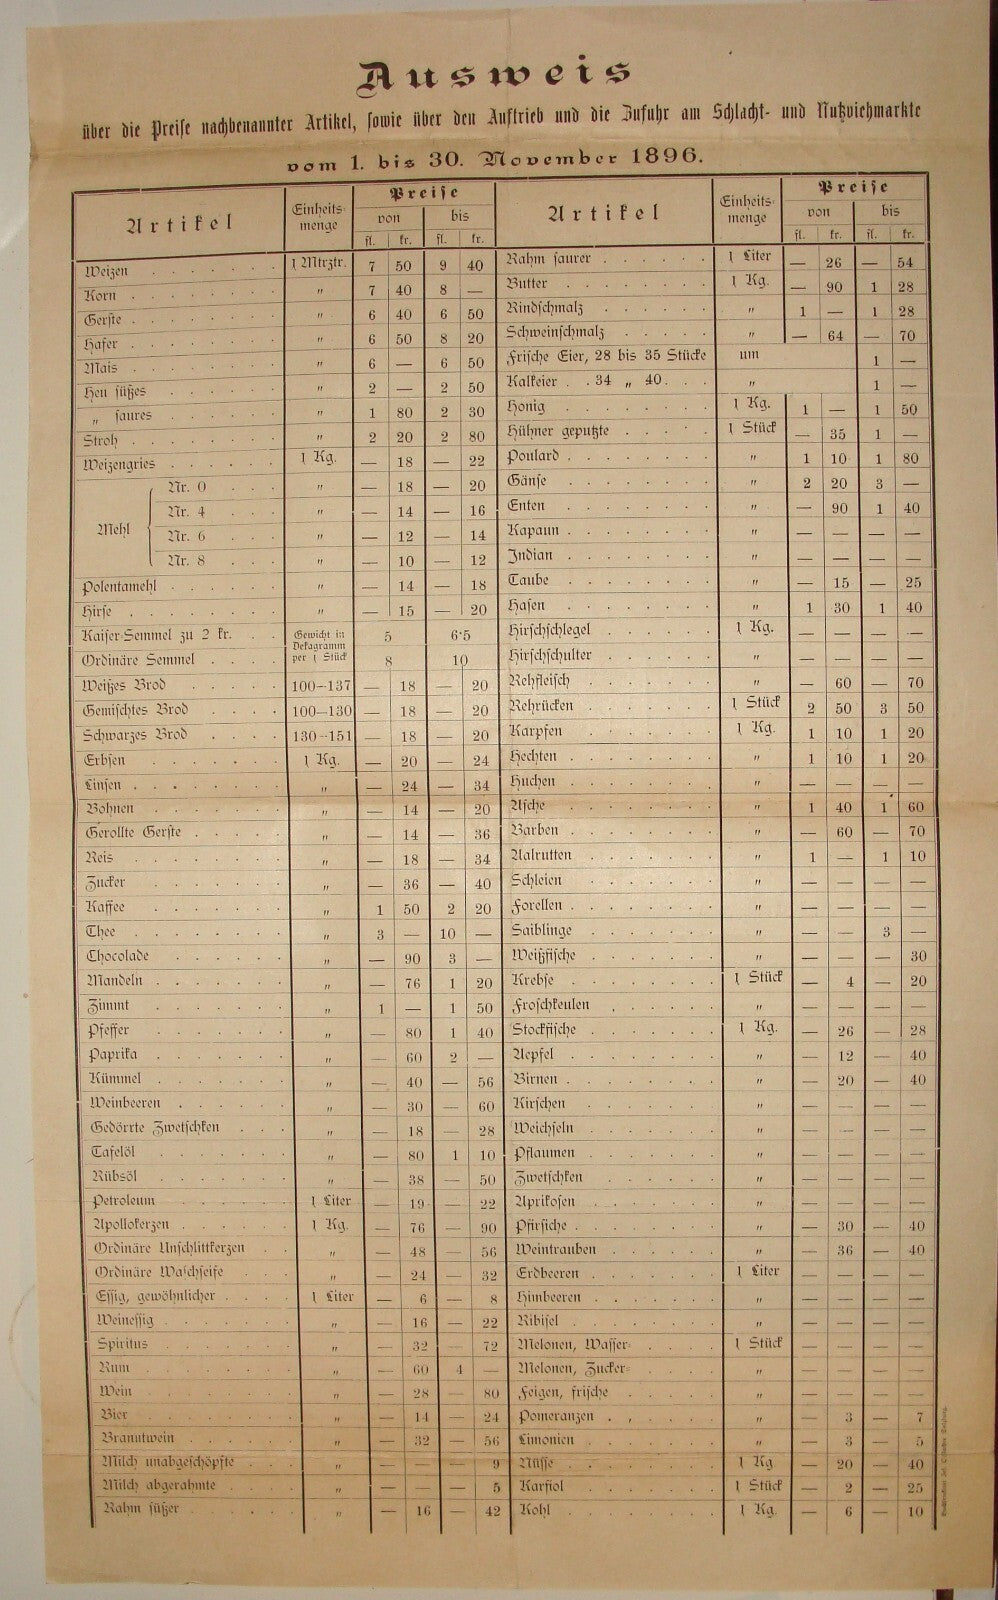 Ausweis
über die Preise nachbenannter Artikel, sowie über den Auftrieb und die Zufuhr am Schlacht- und Nutzviehmarkte
vom 1. bis 30. November 1896.
Artikel Einheits-menge Preise von bis fl. kr. fl. kr.
Weizen 1 Mtrztr. 7 50 9 40
Korn " 7 40 8 —
Gerste " 6 40 6 50
Hafer " 6 50 8 20
Mais " 6 — 6 50
Heu süßes " 2 — 2 50
" saures " 1 80 2 30
Stroh " 2 20 2 80
Weizengries 1 Kg. — 18 — 22
Mehl Nr. 0 " — 18 — 20
Nr. 4 " — 14 — 16
Nr. 6 " — 12 — 14
Nr. 8 " — 10 — 12
Polentamehl " — 14 — 18
Hirse " — 15 — 20
Kaiser-Semmel zu 2 kr. Gewicht in Dekagramm per 1 Stück 5 6·5
Ordinäre Semmel 8 10
Weißes Brod 100–137 — 18 — 20
Gemischtes Brod 100–130 — 18 — 20
Schwarzes Brod 130–151 — 18 — 20
Erbsen 1 Kg. — 20 — 24
Linsen " — 24 — 34
Bohnen " — 14 — 20
Gerollte Gerste " — 14 — 36
Reis " — 18 — 34
Zucker " — 36 — 40
Kaffee " 1 50 2 20
Thee " 3 — 10 —
Chocolade " — 90 3 —
Mandeln " — 76 1 20
Zimmt " 1 — 1 50
Pfeffer " — 80 1 40
Paprika " — 60 2 —
Kümmel " — 40 — 56
Weinbeeren " — 30 — 60
Gedörrte Zwetschken " — 18 — 28
Tafelöl " — 80 1 10
Rübsöl " — 38 — 50
Petroleum 1 Liter — 19 — 22
Apollokerzen 1 Kg. — 76 — 90
Ordinäre Unschlittkerzen " — 48 — 56
Ordinäre Waschseife " — 24 — 32
Essig, gewöhnlicher 1 Liter — 6 — 8
Weinessig " — 16 — 22
Spiritus " — 32 — 72
Rum " — 60 4 —
Wein " — 28 — 80
Bier " — 14 — 24
Branntwein " — 32 — 56
Milch unabgeschöpfte " — — — 9
Milch abgerahmte " — — — 5
Rahm süßer " — 16 — 42
Artikel Einheits-menge Preise von bis fl. kr. fl. kr.
Rahm saurer 1 Liter — 26 — 54
Butter 1 Kg. — 90 1 28
Rindschmalz " 1 — 1 28
Schweinschmalz " — 64 — 70
Frische Eier, 28 bis 35 Stücke um 1 —
Kalkeier 34 " 40 " 1 —
Honig 1 Kg. 1 — 1 50
Hühner geputzte 1 Stück — 35 1 —
Poulard " 1 10 1 80
Gänse " 2 20 3 —
Enten " — 90 1 40
Kapaun " — — — —
Indian " — — — —
Taube " — 15 — 25
Hasen " 1 30 1 40
Hirschschlegel 1 Kg. — — — —
Hirschschulter " — — — —
Rehfleisch " — 60 — 70
Rehrücken 1 Stück 2 50 3 50
Karpfen 1 Kg. 1 10 1 20
Hechten " 1 10 1 20
Huchen " — — — —
Asche " 1 40 1 60
Barben " — 60 — 70
Aalrutten " 1 — 1 10
Schleien " — — — —
Forellen " — — — —
Saiblinge " — — 3 —
Weißfische " — — — 30
Krebse 1 Stück — 4 — 20
Froschkeulen " — — — —
Stockfische 1 Kg. — 26 — 28
Aepfel " — 12 — 40
Birnen " — 20 — 40
Kirschen " — — — —
Weichseln " — — — —
Pflaumen " — — — —
Zwetschken " — — — —
Aprikosen " — — — —
Pfirsiche " — 30 — 40
Weintrauben " — 36 — 40
Erdbeeren 1 Liter — — — —
Himbeeren " — — — —
Ribisel " — — — —
Melonen, Wasser- 1 Stück — — — —
Melonen, Zucker- " — — — —
Feigen, frische " — — — —
Pomeranzen " — 3 — 7
Limonien " — 3 — 5
Nüsse 1 Kg — 20 — 40
Karfiol 1 Stück — 2 — 25
Kohl 1 Kg. — 6 — 10